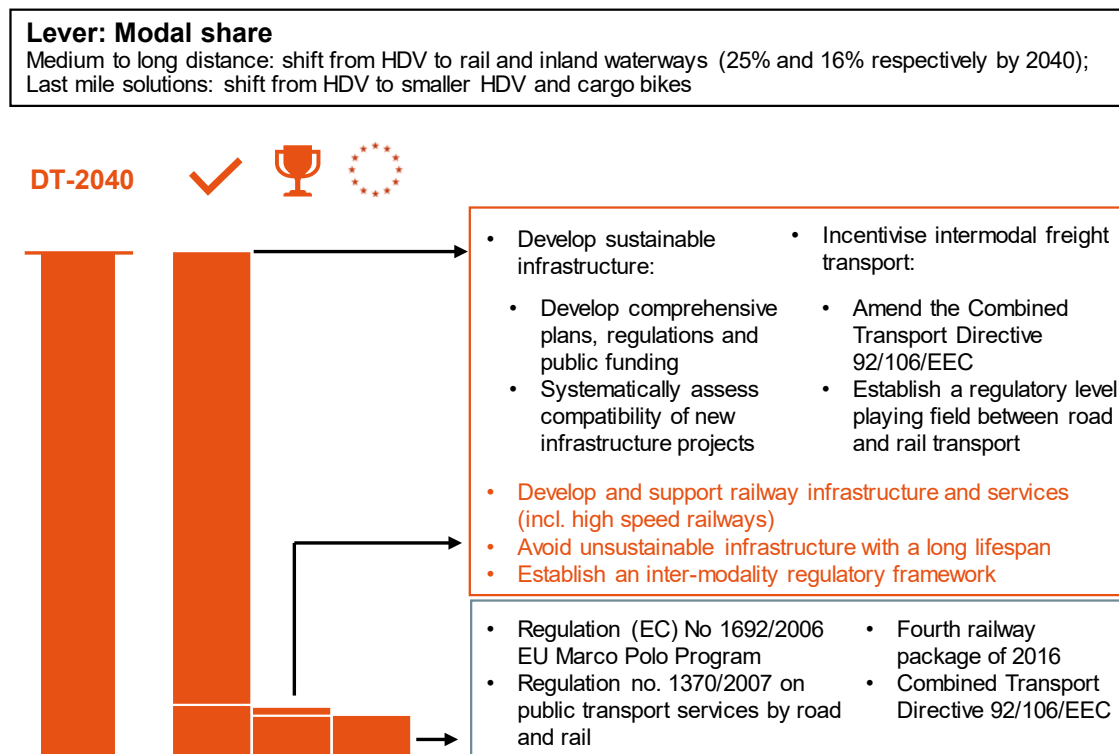 Lever: Modal share
Medium to long distance: shift from HDV to rail and inland waterways (25% and 16% respectively by 2040);
Last mile solutions: shift from HDV to smaller HDV and cargo bikes
DT-2040
• Develop sustainable
infrastructure:
• Develop comprehensive
plans, regulations and
public funding
• Systematically assess
compatibility of new
infrastructure projects
• Incentivise intermodal freight
transport:
• Amend the Combined
Transport Directive
92/106/EEC
• Establish a regulatory level
playing field between road
and rail transport
• Develop and support railway infrastructure and services
(incl. high speed railways)
• Avoid unsustainable infrastructure with a long lifespan
• Establish an inter-modality regulatory framework
• Regulation (EC) No 1692/2006
EU Marco Polo Program
• Regulation no. 1370/2007 on
public transport services by road
and rail
• Fourth railway
package of 2016
• Combined Transport
Directive 92/106/EEC